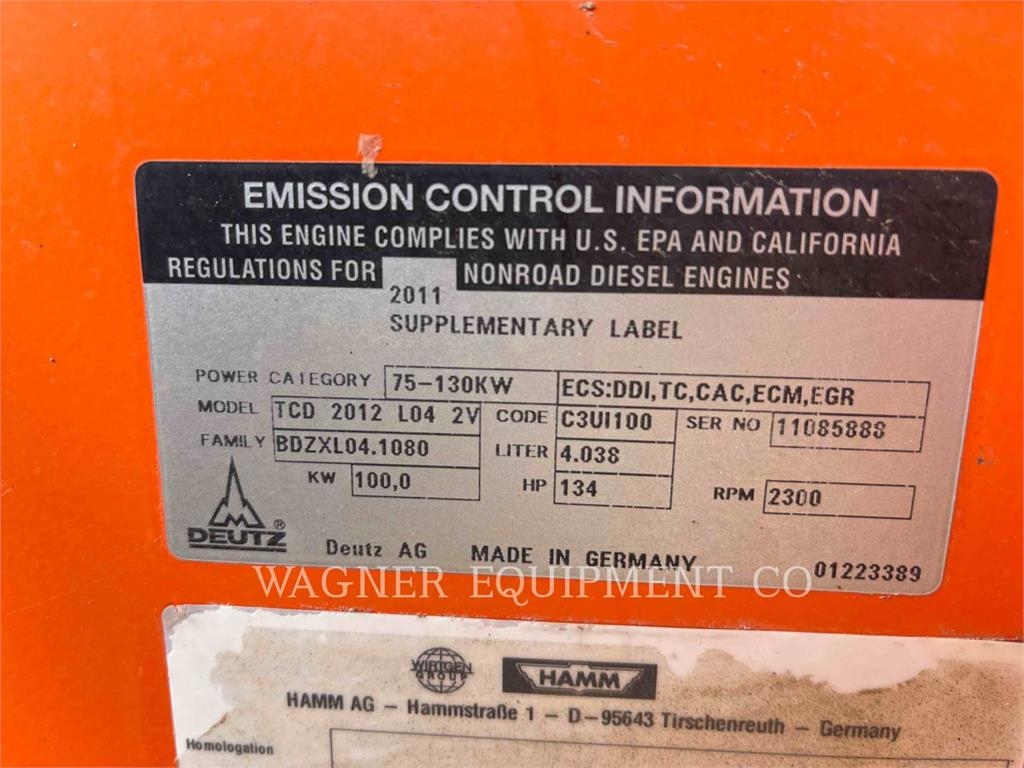 EMISSION CONTROL INFORMATION
THIS ENGINE COMPLIES WITH U.S. EPA AND CALIFORNIA
REGULATIONS FOR NONROAD DIESEL ENGINES
2011
SUPPLEMENTARY LABEL
POWER CATEGORY 75-130KW ECS:DDI,TC,CAC,ECM,EGR
MODEL TCD 2012 L04 2V CODE C3UI100 SER NO 11085888
FAMILY BDZXL04.1080 LITER 4.038
KW 100,0 HP 134 RPM 2300
DEUTZ ® Deutz AG MADE IN GERMANY 01223389
WAGNER EQUIPMENT CO
WIRTGEN GROUP HAMM
HAMM AG – Hammstraße 1 – D–95643 Tirschenreuth – Germany
Homologation